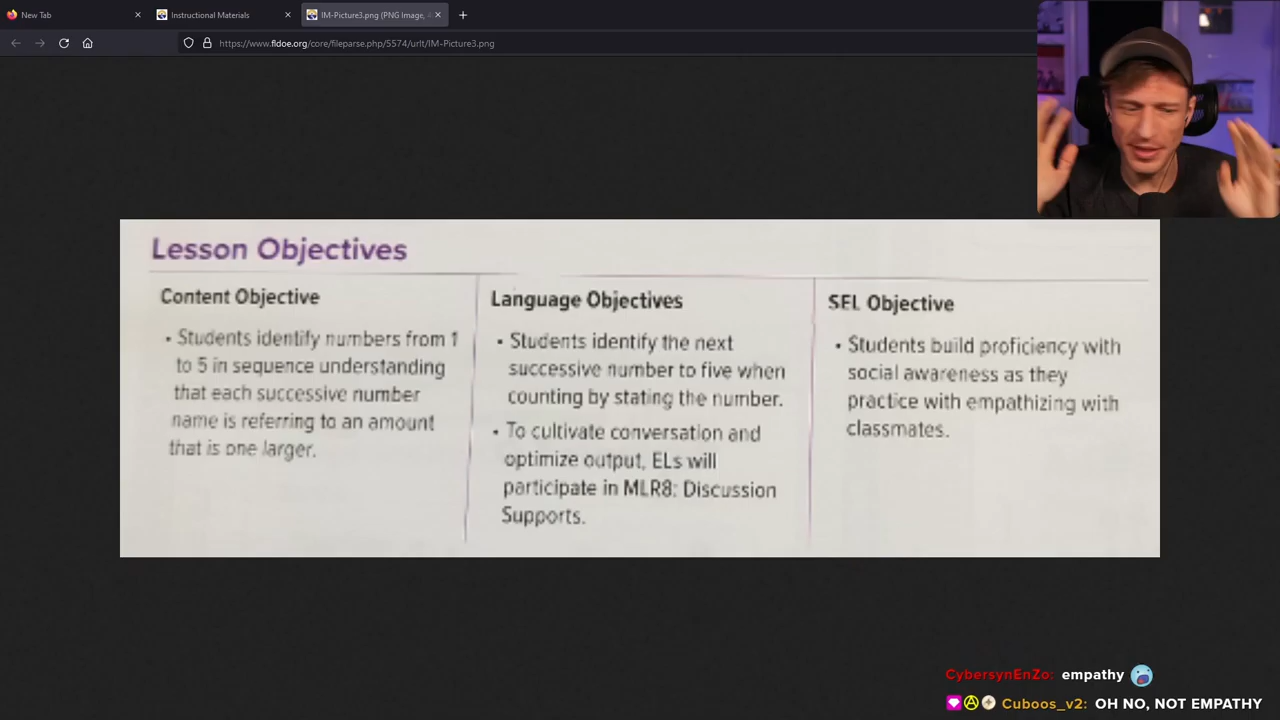 New Tab
Instructional Materials
IM-Picture3.png (PNG Image, 4
https://www.fldoe.org/core/fileparse.php/5574/urlt/IM-Picture3.png
Lesson Objectives
Content Objective
• Students identify numbers from 1
to 5 in sequence understanding
that each successive number
name is referring to an amount
that is one larger.
Language Objectives
• Students identify the next
successive number to five when
counting by stating the number.
• To cultivate conversation and
optimize output, ELs will
participate in MLR8: Discussion
Supports.
SEL Objective
• Students build proficiency with
social awareness as they
practice with empathizing with
classmates.
CybersynEnZo: empathy
Cuboos_v2: OH NO, NOT EMPATHY